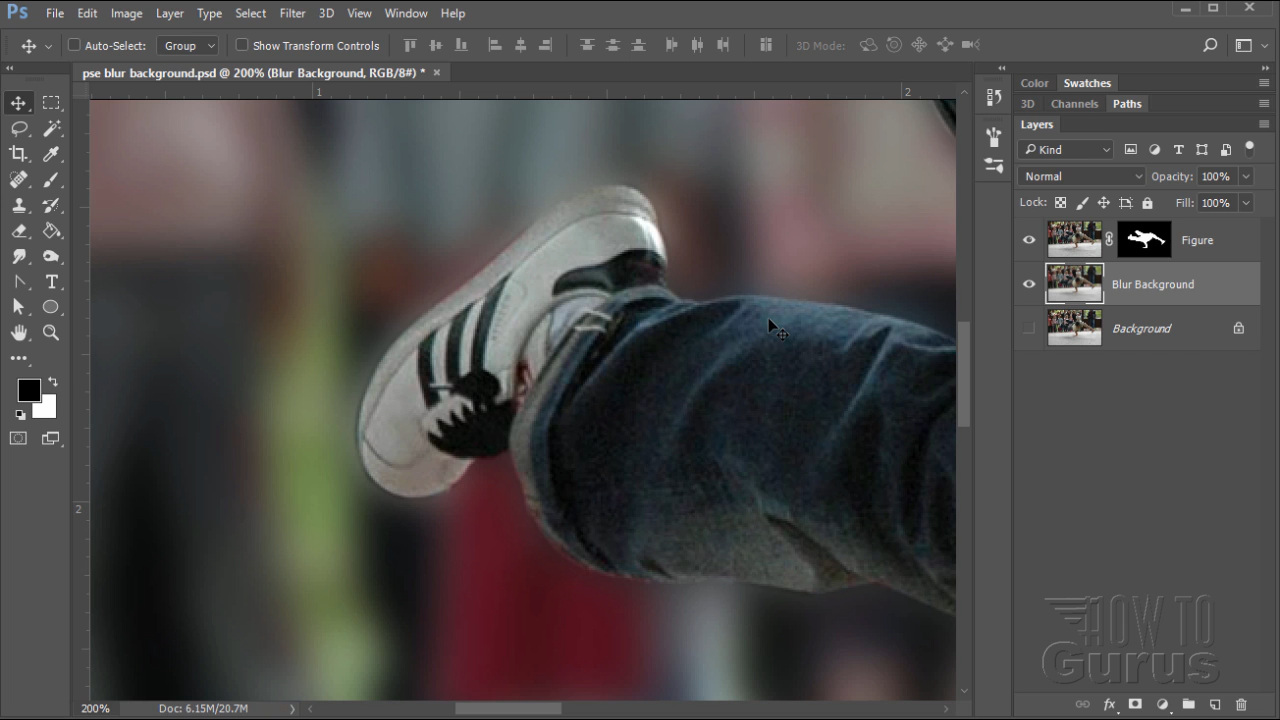 Ps File Edit Image Layer Type Select Filter 3D View Window Help
Auto-Select: Group Show Transform Controls 3D Mode:
pse blur background.psd @ 200% (Blur Background, RGB/8#) * ×
1 2
2
Color Swatches
3D Channels Paths
Layers
Kind
Normal Opacity: 100%
Lock: Fill: 100%
Figure
Blur Background
Background
HOW TO
Gurus
200% Doc: 6.15M/20.7M